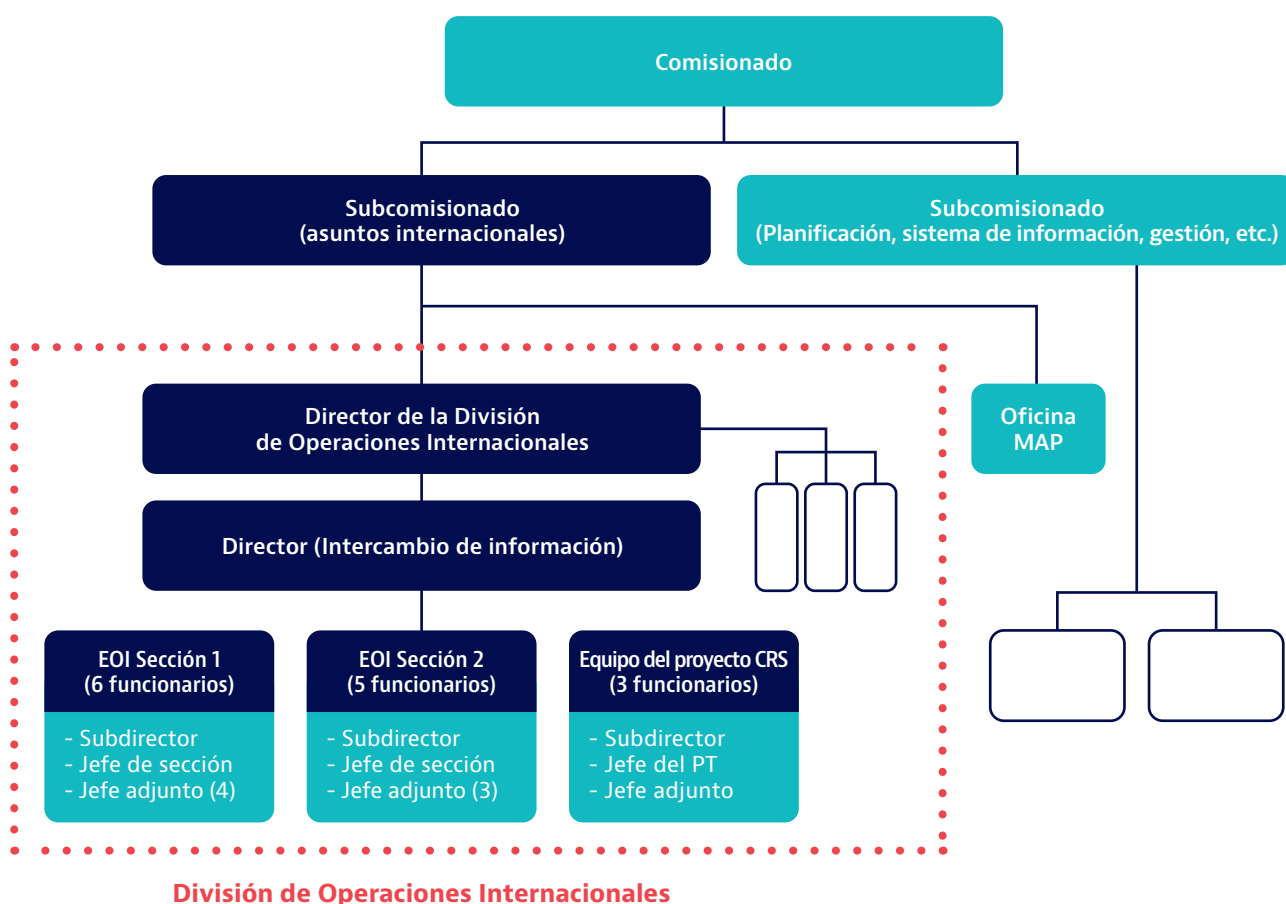 Comisionado
Subcomisionado
(asuntos internacionales)
Subcomisionado
(Planificación, sistema de información, gestión, etc.)
Director de la División
de Operaciones Internacionales
Oficina
MAP
Director (Intercambio de información)
EOI Sección 1
(6 funcionarios)
- Subdirector
- Jefe de sección
- Jefe adjunto (4)
EOI Sección 2
(5 funcionarios)
- Subdirector
- Jefe de sección
- Jefe adjunto (3)
Equipo del proyecto CRS
(3 funcionarios)
- Subdirector
- Jefe del PT
- Jefe adjunto
División de Operaciones Internacionales